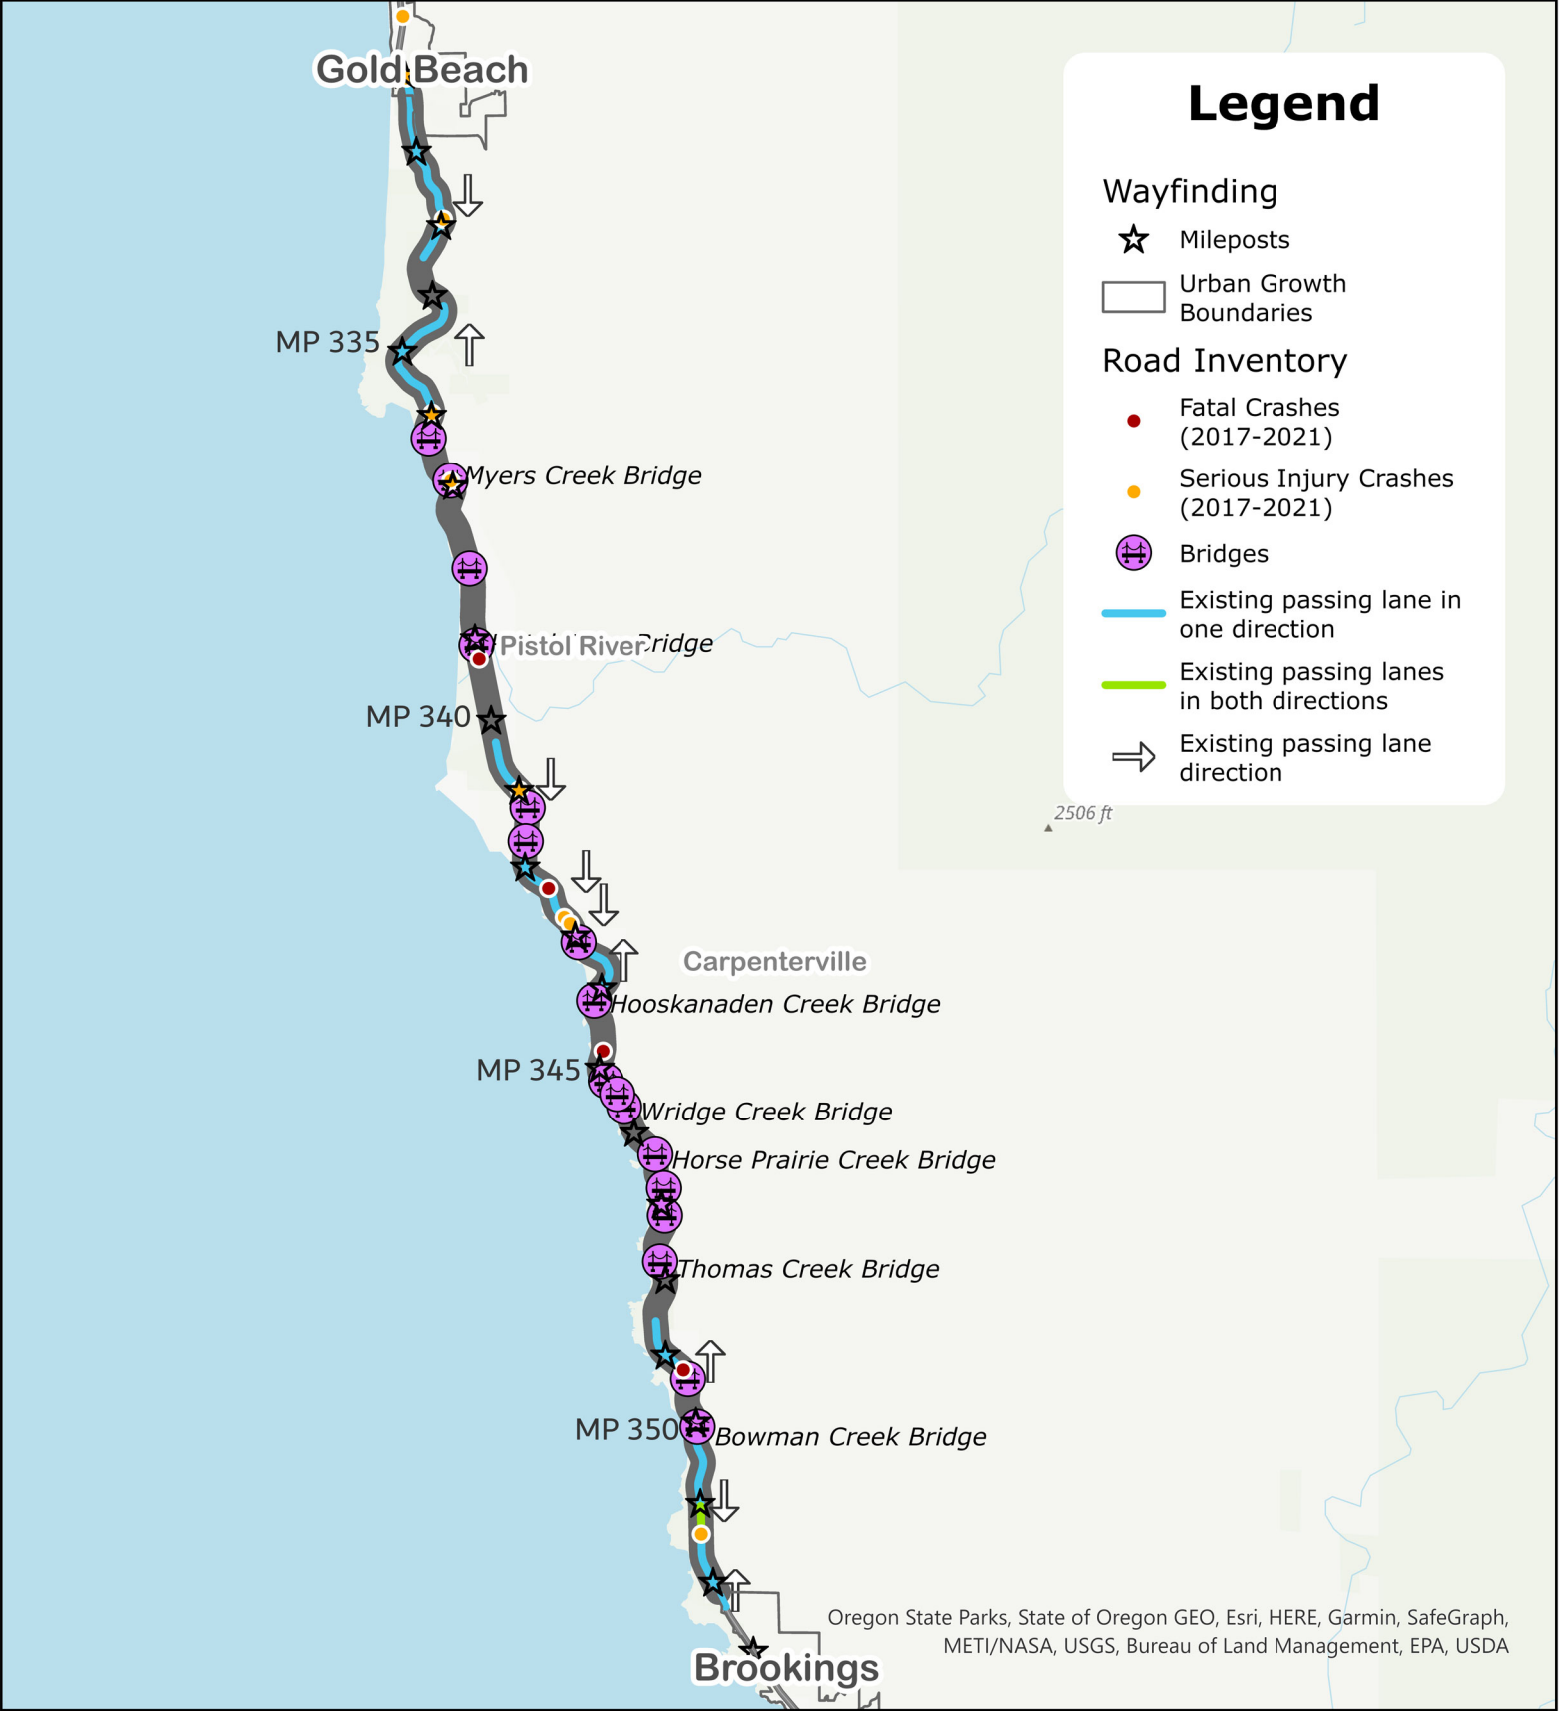 Gold Beach
MP 335
Myers Creek Bridge
Pistol River
Bridge
MP 340
2506 ft
Carpenterville
Hooskanaden Creek Bridge
MP 345
Wridge Creek Bridge
Horse Prairie Creek Bridge
Thomas Creek Bridge
MP 350
Bowman Creek Bridge
Brookings
Legend
Wayfinding
Mileposts
Urban Growth
Boundaries
Road Inventory
Fatal Crashes
(2017-2021)
Serious Injury Crashes
(2017-2021)
Bridges
Existing passing lane in
one direction
Existing passing lanes
in both directions
Existing passing lane
direction
Oregon State Parks, State of Oregon GEO, Esri, HERE, Garmin, SafeGraph,
METI/NASA, USGS, Bureau of Land Management, EPA, USDA